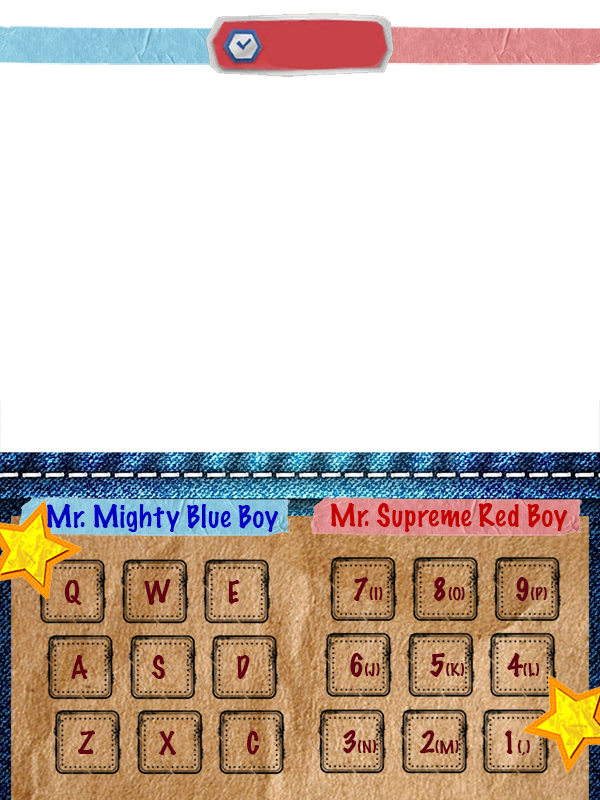 Mr. Mighty Blue Boy
Mr. Supreme Red Boy
Q W E 7(I) 8(O) 9(P)
A S D 6(J) 5(K) 4(L)
Z X C 3(N) 2(M) 1(,)